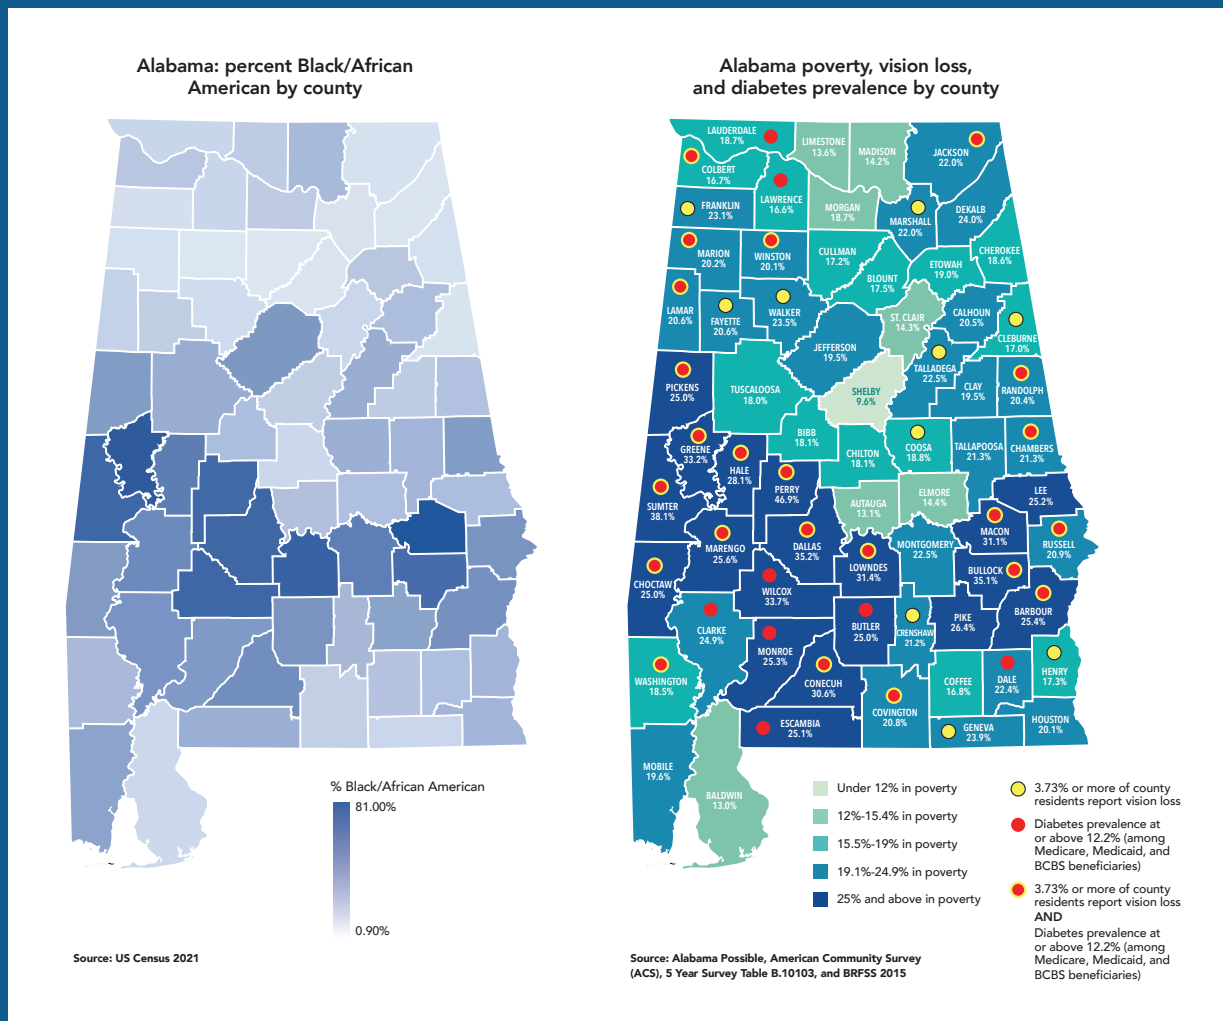 Alabama: percent Black/African
American by county
% Black/African American
81.00%
0.90%
Source: US Census 2021
Alabama poverty, vision loss,
and diabetes prevalence by county
LAUDERDALE
18.7%
LIMESTONE
13.6%
MADISON
14.2%
JACKSON
22.0%
COLBERT
16.7%
LAWRENCE
16.6%
FRANKLIN
23.1%
MORGAN
18.7%
MARSHALL
22.0%
DEKALB
24.0%
MARION
20.2%
WINSTON
20.1%
CULLMAN
17.2%
BLOUNT
17.5%
ETOWAH
19.0%
CHEROKEE
18.6%
LAMAR
20.6%
FAYETTE
20.6%
WALKER
23.5%
JEFFERSON
19.5%
ST. CLAIR
14.3%
CALHOUN
20.5%
CLEBURNE
17.0%
PICKENS
25.0%
TUSCALOOSA
18.0%
SHELBY
9.6%
TALLADEGA
22.5%
CLAY
19.5%
RANDOLPH
20.4%
GREENE
33.2%
HALE
28.1%
BIBB
18.1%
CHILTON
18.1%
COOSA
18.8%
TALLAPOOSA
21.3%
CHAMBERS
21.3%
SUMTER
38.1%
PERRY
46.9%
AUTAUGA
13.1%
ELMORE
14.4%
LEE
25.2%
MARENGO
25.6%
DALLAS
35.2%
LOWNDES
31.4%
MONTGOMERY
22.5%
MACON
31.1%
RUSSELL
20.9%
CHOCTAW
25.0%
WILCOX
33.7%
BULLOCK
35.1%
BARBOUR
25.4%
CLARKE
24.9%
MONROE
25.3%
BUTLER
25.0%
CRENSHAW
21.2%
PIKE
26.4%
WASHINGTON
18.5%
CONECUH
30.6%
COVINGTON
20.8%
COFFEE
16.8%
DALE
22.4%
HENRY
17.3%
ESCAMBIA
25.1%
GENEVA
23.9%
HOUSTON
20.1%
MOBILE
19.6%
BALDWIN
13.0%
Under 12% in poverty
12%-15.4% in poverty
15.5%-19% in poverty
19.1%-24.9% in poverty
25% and above in poverty
3.73% or more of county
residents report vision loss
Diabetes prevalence at
or above 12.2% (among
Medicare, Medicaid, and
BCBS beneficiaries)
3.73% or more of county
residents report vision loss
AND
Diabetes prevalence at
or above 12.2% (among
Medicare, Medicaid, and
BCBS beneficiaries)
Source: Alabama Possible, American Community Survey
(ACS), 5 Year Survey Table B.10103, and BRFSS 2015